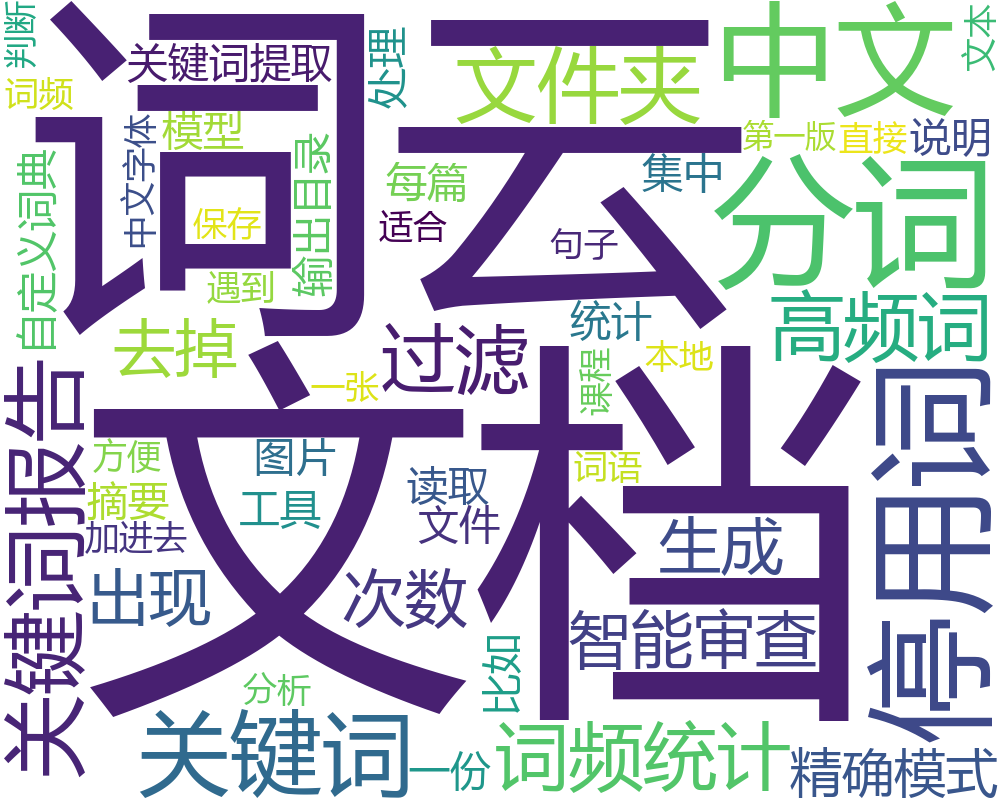 判断
词云
中文
文本
关键词提取
处理
文件夹
词频
模型
中文字体
第一版
直接
说明
自定义词典
输出目录
每篇
集中
分词
保存
适合
句子
遇到
统计
高频词
去掉
过滤
本地
课程
一张
文档
关键词报告
停用词
方便
图片
读取
词语
摘要
工具
文件
加进去
生成
出现
次数
智能审查
比如
分析
关键词
一份
词频统计
精确模式